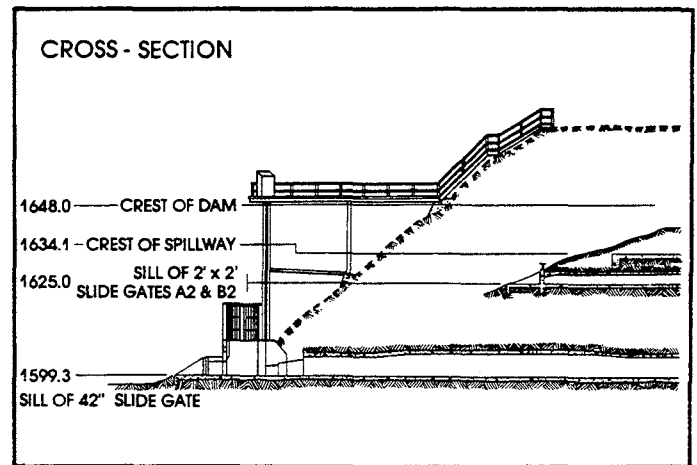 CROSS - SECTION
1648.0 CREST OF DAM
1634.1 CREST OF SPILLWAY
1625.0 SILL OF 2' x 2'
SLIDE GATES A2 & B2
1599.3
SILL OF 42" SLIDE GATE